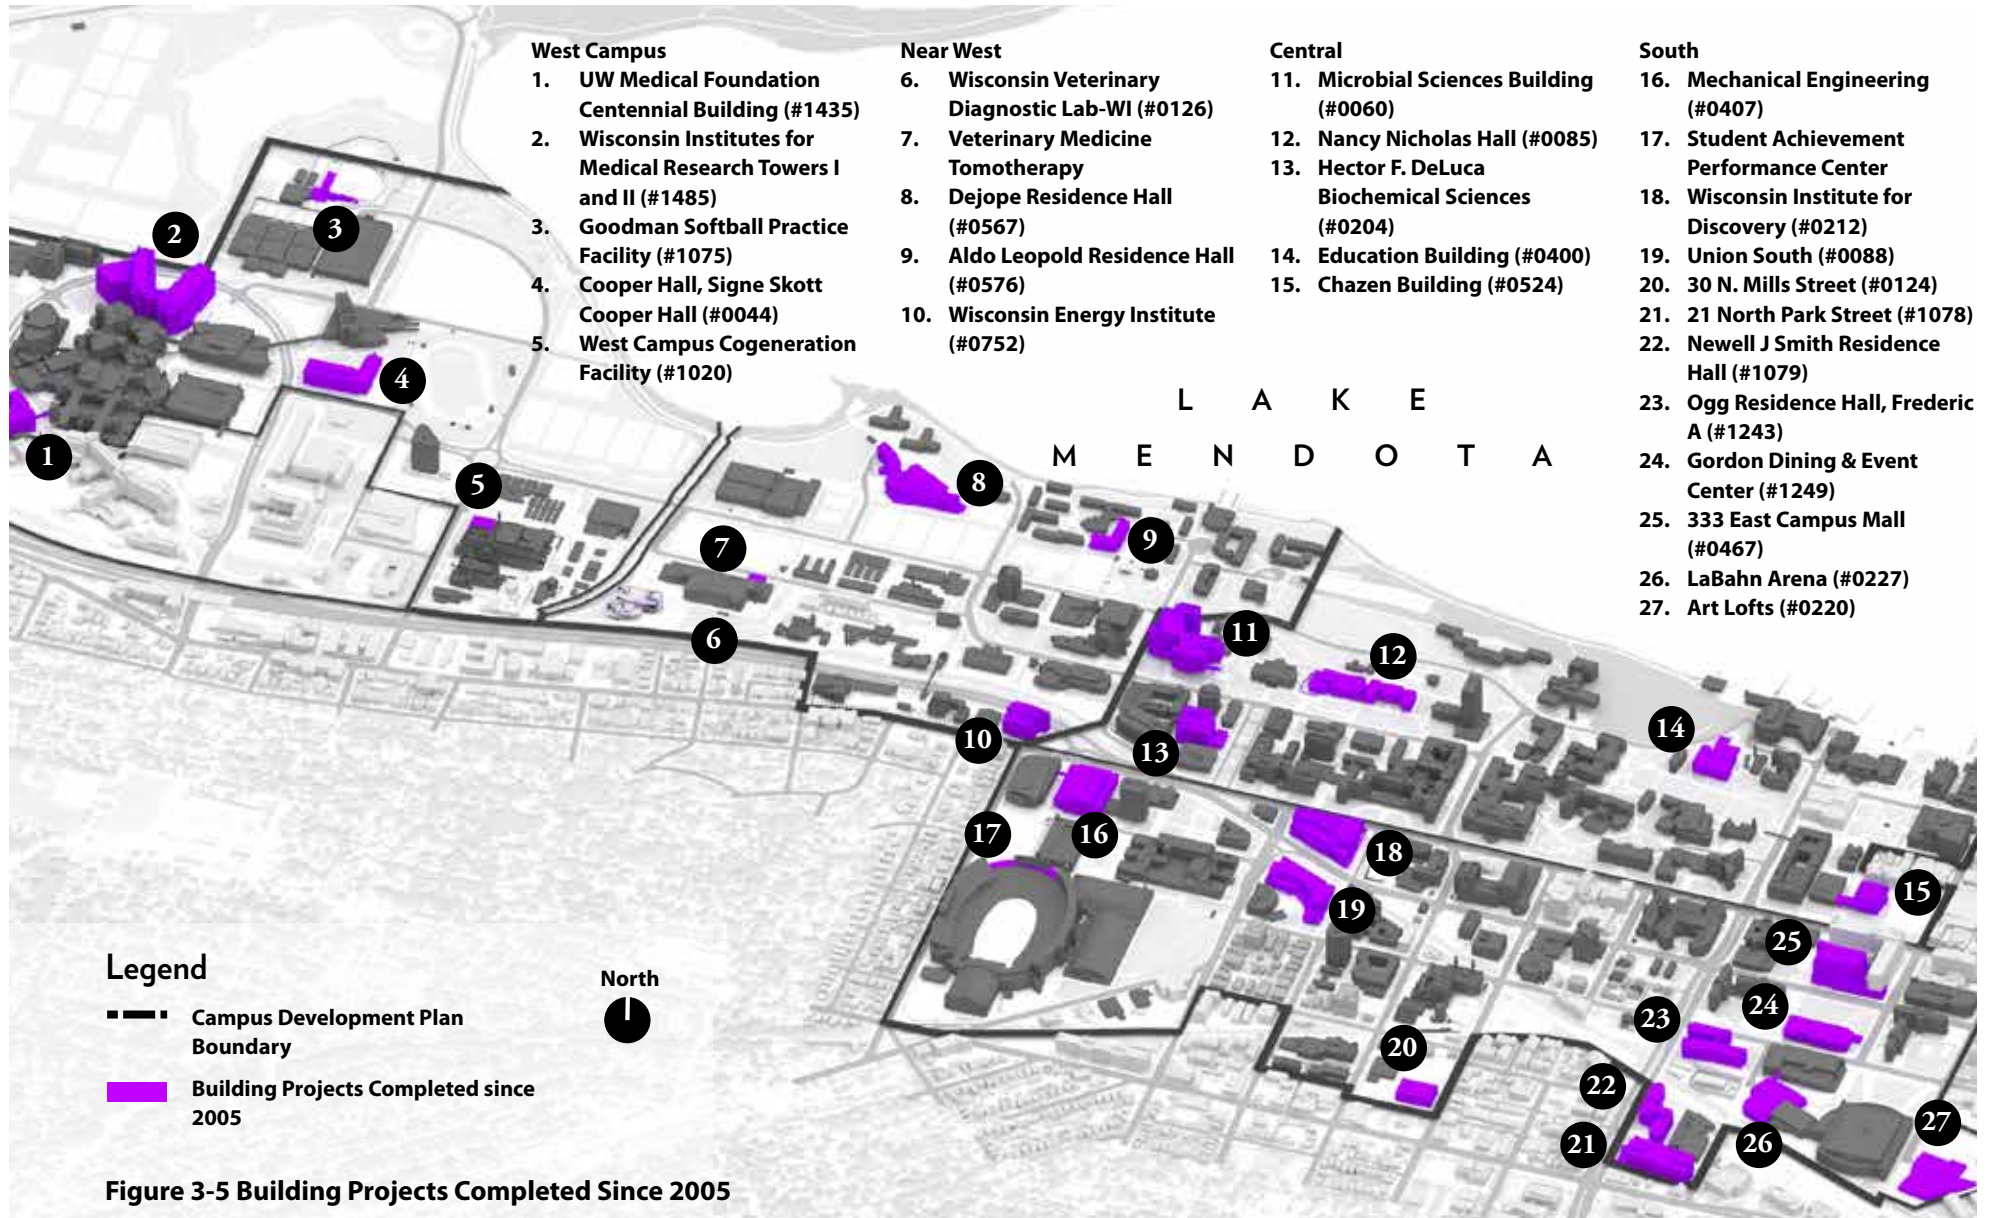 West Campus
1. UW Medical Foundation
Centennial Building (#1435)
2. Wisconsin Institutes for
Medical Research Towers I
and II (#1485)
3. Goodman Softball Practice
Facility (#1075)
4. Cooper Hall, Signe Skott
Cooper Hall (#0044)
5. West Campus Cogeneration
Facility (#1020)
Near West
6. Wisconsin Veterinary
Diagnostic Lab-WI (#0126)
7. Veterinary Medicine
Tomotherapy
8. Dejope Residence Hall
(#0567)
9. Aldo Leopold Residence Hall
(#0576)
10. Wisconsin Energy Institute
(#0752)
Central
11. Microbial Sciences Building
(#0060)
12. Nancy Nicholas Hall (#0085)
13. Hector F. DeLuca
Biochemical Sciences
(#0204)
14. Education Building (#0400)
15. Chazen Building (#0524)
South
16. Mechanical Engineering
(#0407)
17. Student Achievement
Performance Center
18. Wisconsin Institute for
Discovery (#0212)
19. Union South (#0088)
20. 30 N. Mills Street (#0124)
21. 21 North Park Street (#1078)
22. Newell J Smith Residence
Hall (#1079)
23. Ogg Residence Hall, Frederic
A (#1243)
24. Gordon Dining & Event
Center (#1249)
25. 333 East Campus Mall
(#0467)
26. LaBahn Arena (#0227)
27. Art Lofts (#0220)
LAKE
MENDOTA
2
3
4
1
5
8
7
9
6
11
12
10
13
14
17
16
18
19
15
25
24
23
20
22
21
26
27
Legend
Campus Development Plan
Boundary
Building Projects Completed since
2005
North
Figure 3-5 Building Projects Completed Since 2005